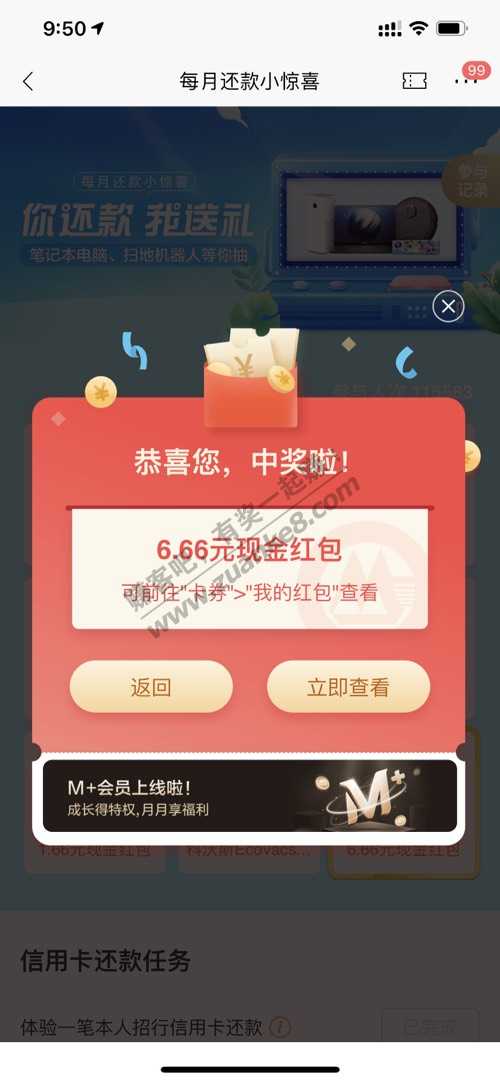 9:50
每月还款小惊喜
99
每月还款小惊喜
参与
记录
你还款 我送礼
笔记本电脑、扫地机器人等你抽
参与人次 115583
恭喜您，中奖啦！
6.66元现金红包
可前往"卡券">"我的红包"查看
赚客吧，有奖一起赚！
www.zuanke8.com
返回
立即查看
M+会员上线啦！
成长得特权,月月享福利
M+
1.66元现金红包
科沃斯Ecovacs...
6.66元现金红包
信用卡还款任务
体验一笔本人招行信用卡还款
已完成